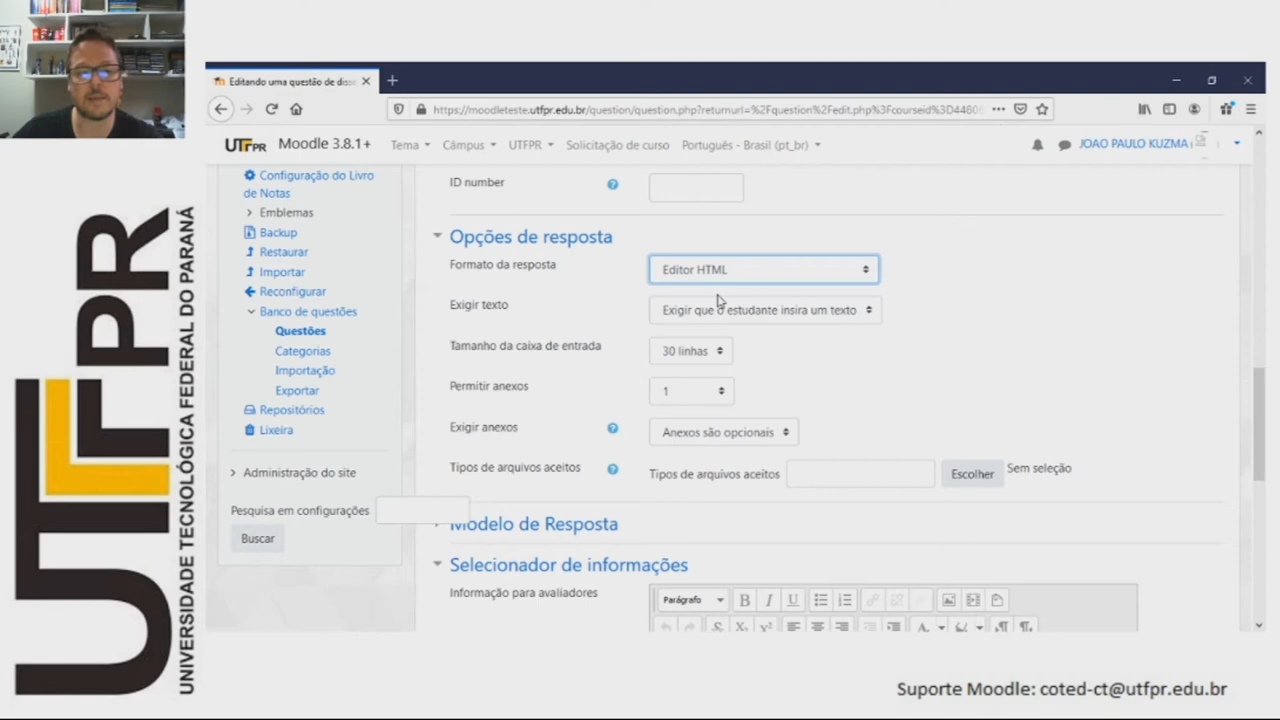 Editando uma questão de diss
https://moodleteste.utfpr.edu.br/question/question.php?returnurl=%2Fquestion%2Fedit.php%3Fcourseid%3D4480
UTFPR Moodle 3.8.1+ Tema Câmpus UTFPR Solicitação de curso Português - Brasil (pt_br) JOAO PAULO KUZMA
Configuração do Livro
de Notas
Emblemas
Backup
Restaurar
Importar
Reconfigurar
Banco de questões
Questões
Categorias
Importação
Exportar
Repositórios
Lixeira
Administração do site
Pesquisa em configurações
Buscar
ID number
Opções de resposta
Formato da resposta Editor HTML
Exigir texto Exigir que o estudante insira um texto
Tamanho da caixa de entrada 30 linhas
Permitir anexos 1
Exigir anexos Anexos são opcionais
Tipos de arquivos aceitos Tipos de arquivos aceitos Escolher Sem seleção
Modelo de Resposta
Selecionador de informações
Informação para avaliadores Parágrafo B I U
UTFPR
UNIVERSIDADE TECNOLÓGICA FEDERAL DO PARANÁ
Suporte Moodle: coted-ct@utfpr.edu.br